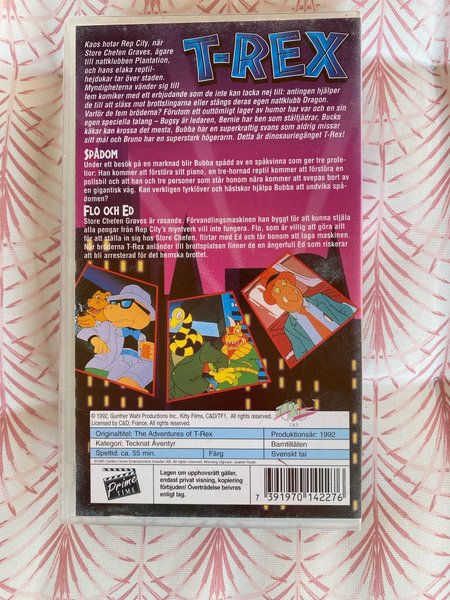 T-REX
Kaos hotar Rep City, när
Store Chefen Graves, ägare
till nattklubben Plantation,
och hans elaka reptil-
hejdukar tar över staden.
Myndigheterna vänder sig till
fem komiker med ett erbjudande som de inte kan tacka nej till: antingen hjälper
de till att slåss mot brottslingarna eller stängs deras egen nattklubb Dragon.
Varför de fem bröderna? Förutom ett outtömligt lager av humor har var och en sin
egen speciella talang – Bugsy är ledaren, Bernie har ben som stålfjädrar, Bucks
käkar kan krossa det mesta, Bubba har en superkraftig svans som aldrig missar
sitt mål och Bruno har en superstark högerarm. Detta är dinosauriegänget T-Rex!
SPÅDOM
Under ett besök på en marknad blir Bubba spådd av en spåkvinna som ger tre profe-
tior: Han kommer att förstöra sitt piano, en tre-hornad reptil kommer att förstöra en
polisbil och att han och tre personer som står honom nära kommer att svepas bort av
en gigantisk våg. Kan verkligen fyrklöver och hästskor hjälpa Bubba att undvika spå-
domen?
FLO OCH ED
Store Chefen Graves är rasande. Förvandlingsmaskinen han byggt för att kunna stjäla
alla pengar från Rep City's myntverk vill inte fungera. Flo, som är villig att göra allt
för att ställa in sig hos Store Chefen, flirtar med Ed och får honom att laga maskinen.
När bröderna T-Rex anländer till brottsplatsen finner de en ångerfull Ed som riskerar
att bli arresterad för det hemska brottet.
© 1992, Gunther Wahl Productions Inc., Kitty Films, C&D/TF1. All rights reserved.
Licensed by C&D, France. All rights reserved.
C&D
Originaltitel: The Adventures of T-Rex
Produktionsår: 1992
Kategori: Tecknat Äventyr
Barntillåten
Speltid: ca. 55 min.
Färg
Svenskt tal
Prime
TIME
Lagen om upphovsrätt gäller,
endast privat visning, kopiering
förbjuden! Överträdelse beivras
enligt lag.
7 391970 142276